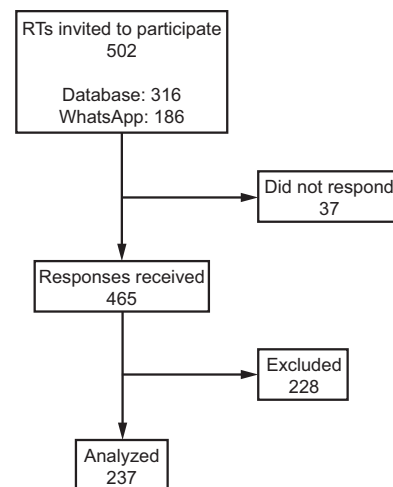 RTs invited to participate
502
Database: 316
WhatsApp: 186
Did not respond
37
Responses received
465
Excluded
228
Analyzed
237